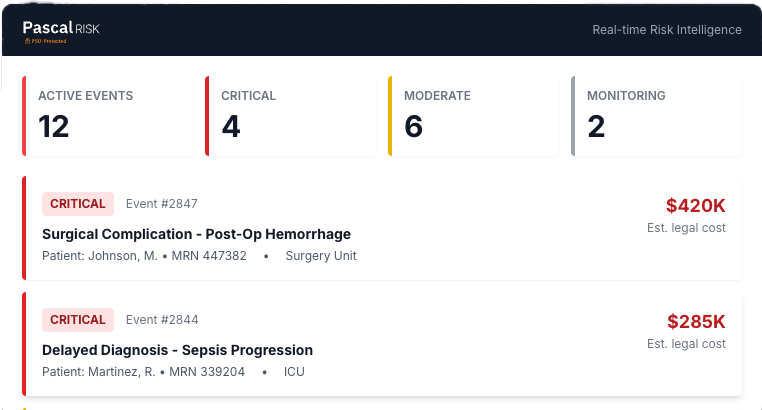 Pascal RISK
PSO-Protected
Real-time Risk Intelligence
ACTIVE EVENTS
12
CRITICAL
4
MODERATE
6
MONITORING
2
CRITICAL Event #2847
Surgical Complication - Post-Op Hemorrhage
Patient: Johnson, M. • MRN 447382 • Surgery Unit
$420K
Est. legal cost
CRITICAL Event #2844
Delayed Diagnosis - Sepsis Progression
Patient: Martinez, R. • MRN 339204 • ICU
$285K
Est. legal cost